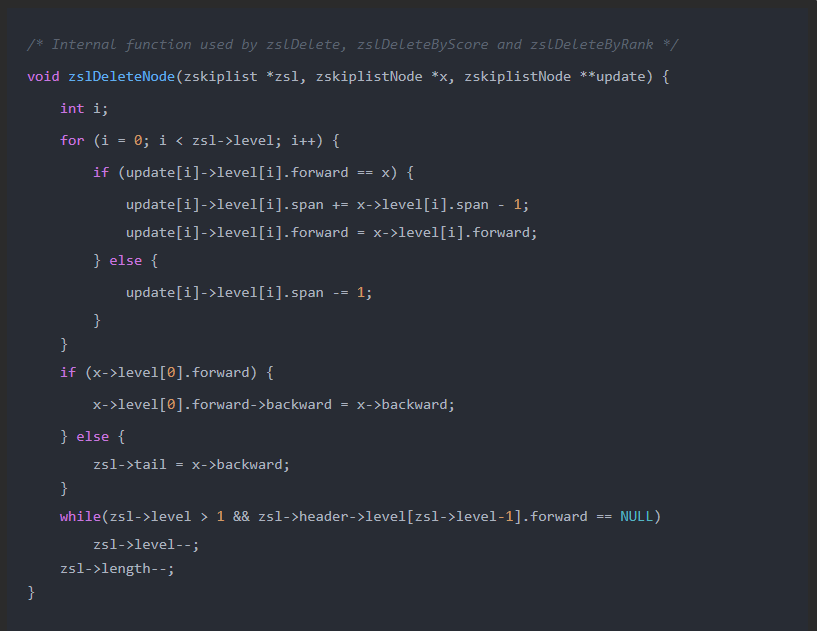 /* Internal function used by zslDelete, zslDeleteByScore and zslDeleteByRank */
void zslDeleteNode(zskiplist *zsl, zskiplistNode *x, zskiplistNode **update) {
    int i;
    for (i = 0; i < zsl->level; i++) {
        if (update[i]->level[i].forward == x) {
            update[i]->level[i].span += x->level[i].span - 1;
            update[i]->level[i].forward = x->level[i].forward;
        } else {
            update[i]->level[i].span -= 1;
        }
    }
    if (x->level[0].forward) {
        x->level[0].forward->backward = x->backward;
    } else {
        zsl->tail = x->backward;
    }
    while(zsl->level > 1 && zsl->header->level[zsl->level-1].forward == NULL)
        zsl->level--;
    zsl->length--;
}